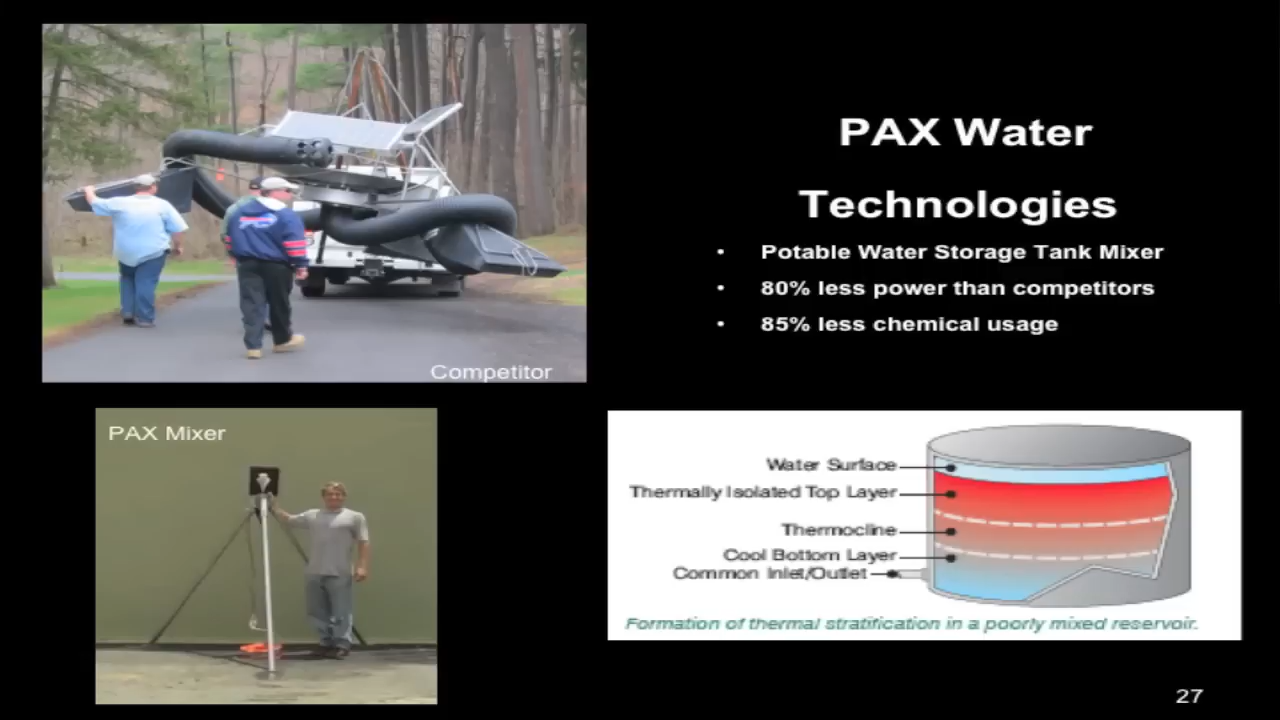 PAX Water
Technologies
• Potable Water Storage Tank Mixer
• 80% less power than competitors
• 85% less chemical usage
Competitor
PAX Mixer
Water Surface
Thermally Isolated Top Layer
Thermocline
Cool Bottom Layer
Common Inlet/Outlet
Formation of thermal stratification in a poorly mixed reservoir.
27